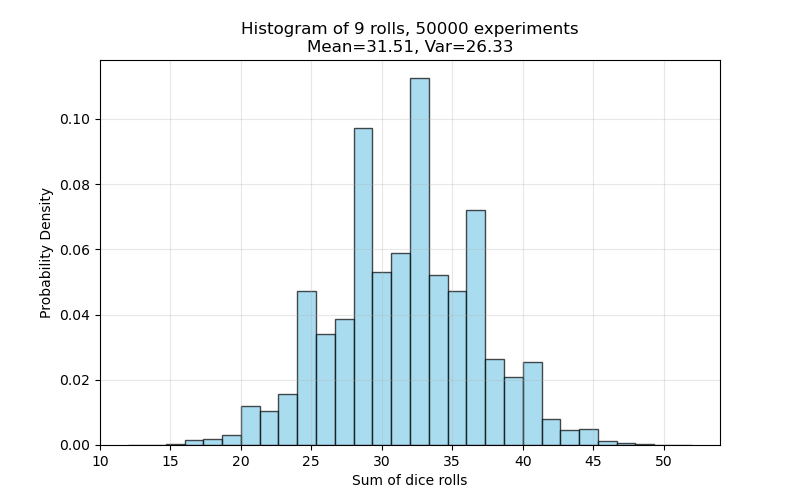 Histogram of 9 rolls, 50000 experiments
Mean=31.51, Var=26.33
Probability Density
0.10
0.08
0.06
0.04
0.02
0.00
10 15 20 25 30 35 40 45 50
Sum of dice rolls